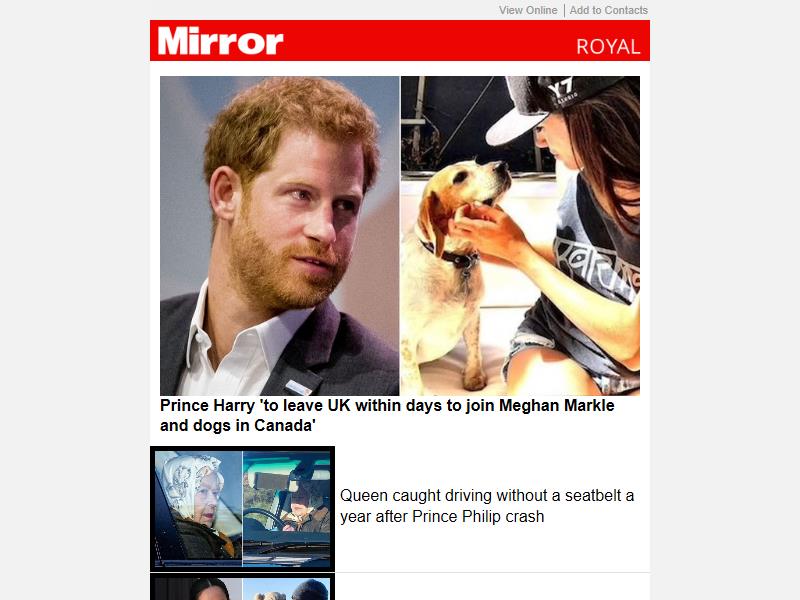 View Online | Add to Contacts
Mirror
ROYAL
Y7
Prince Harry 'to leave UK within days to join Meghan Markle
and dogs in Canada'
Queen caught driving without a seatbelt a
year after Prince Philip crash